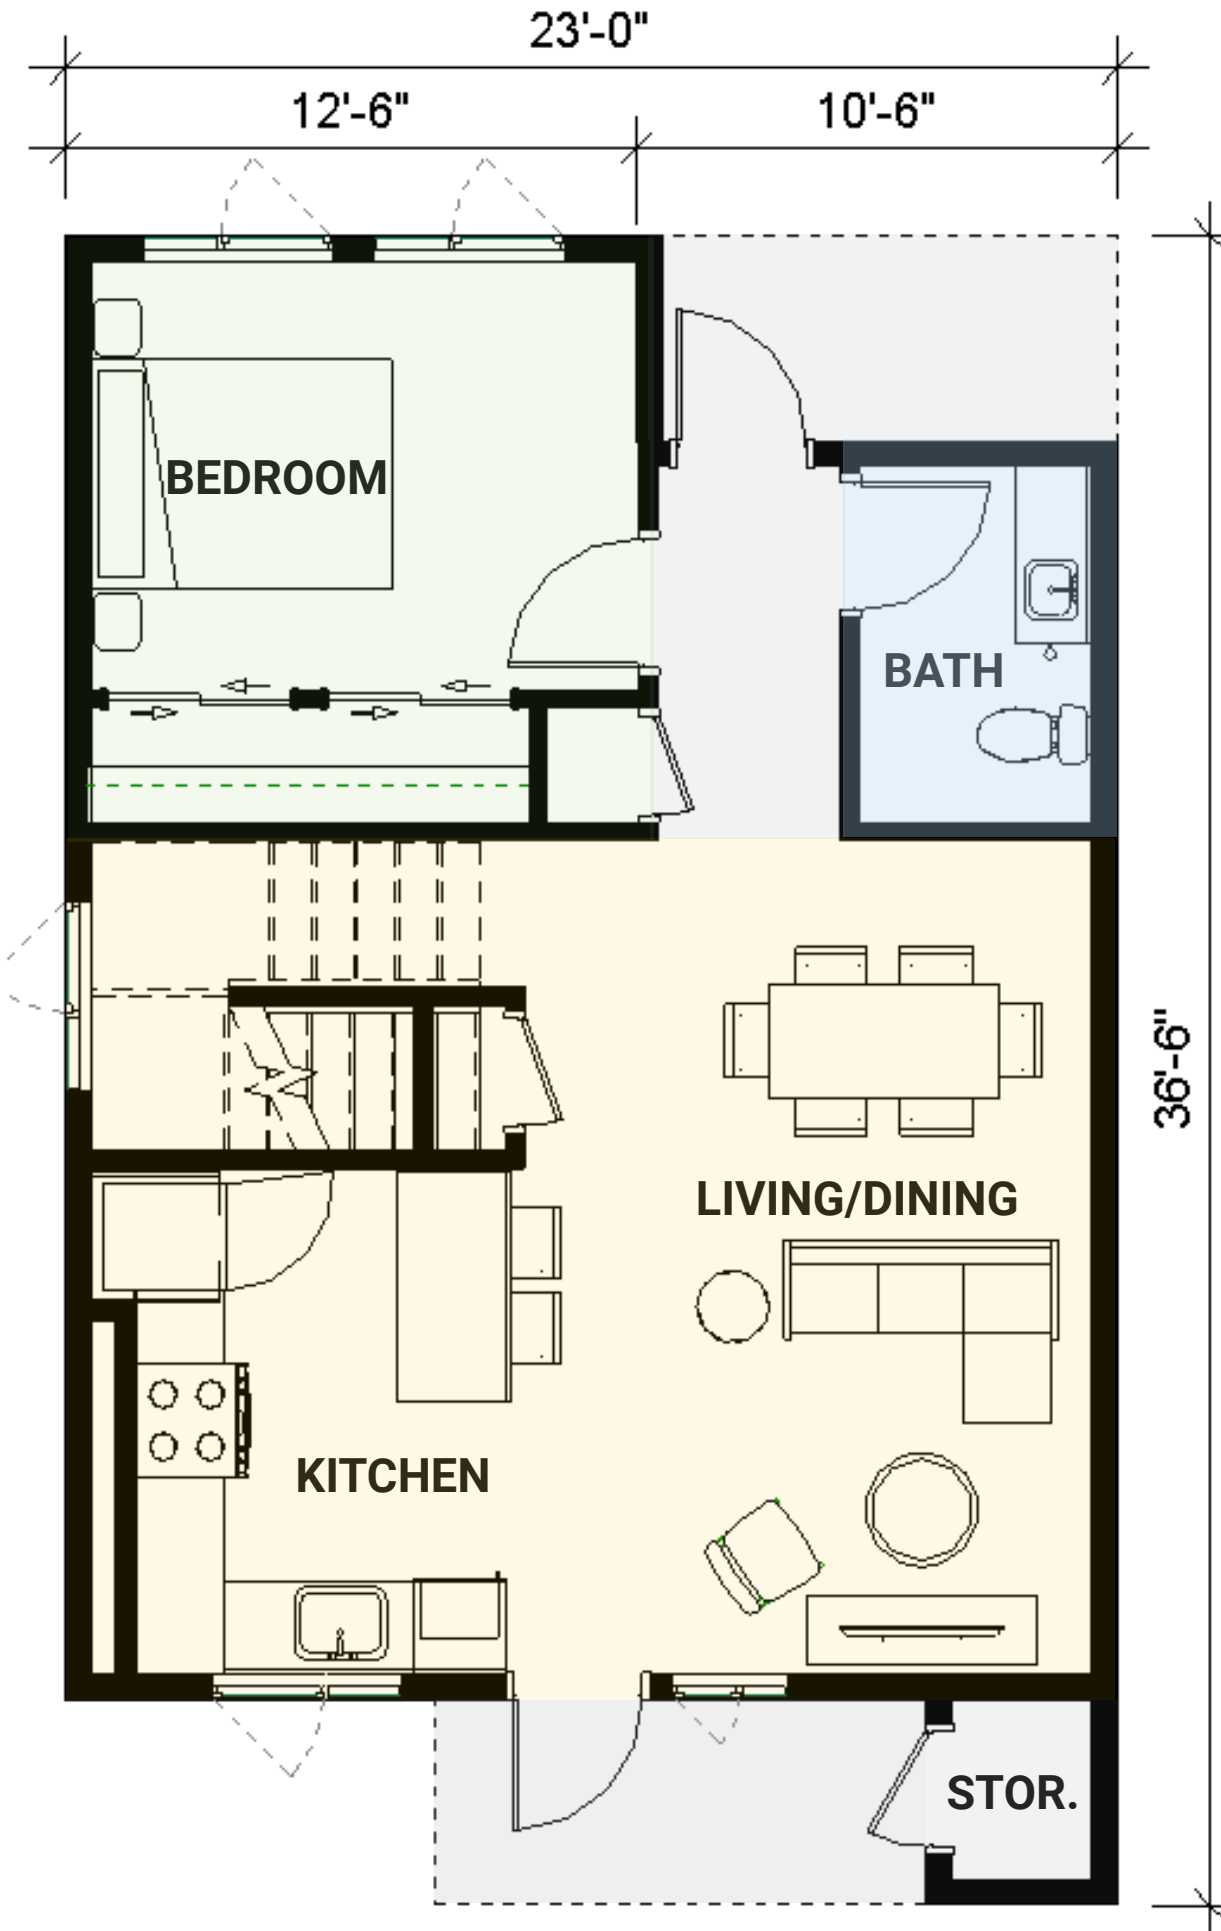 23'-0"
12'-6"
10'-6"
BEDROOM
BATH
36'-6"
LIVING/DINING
KITCHEN
STOR.